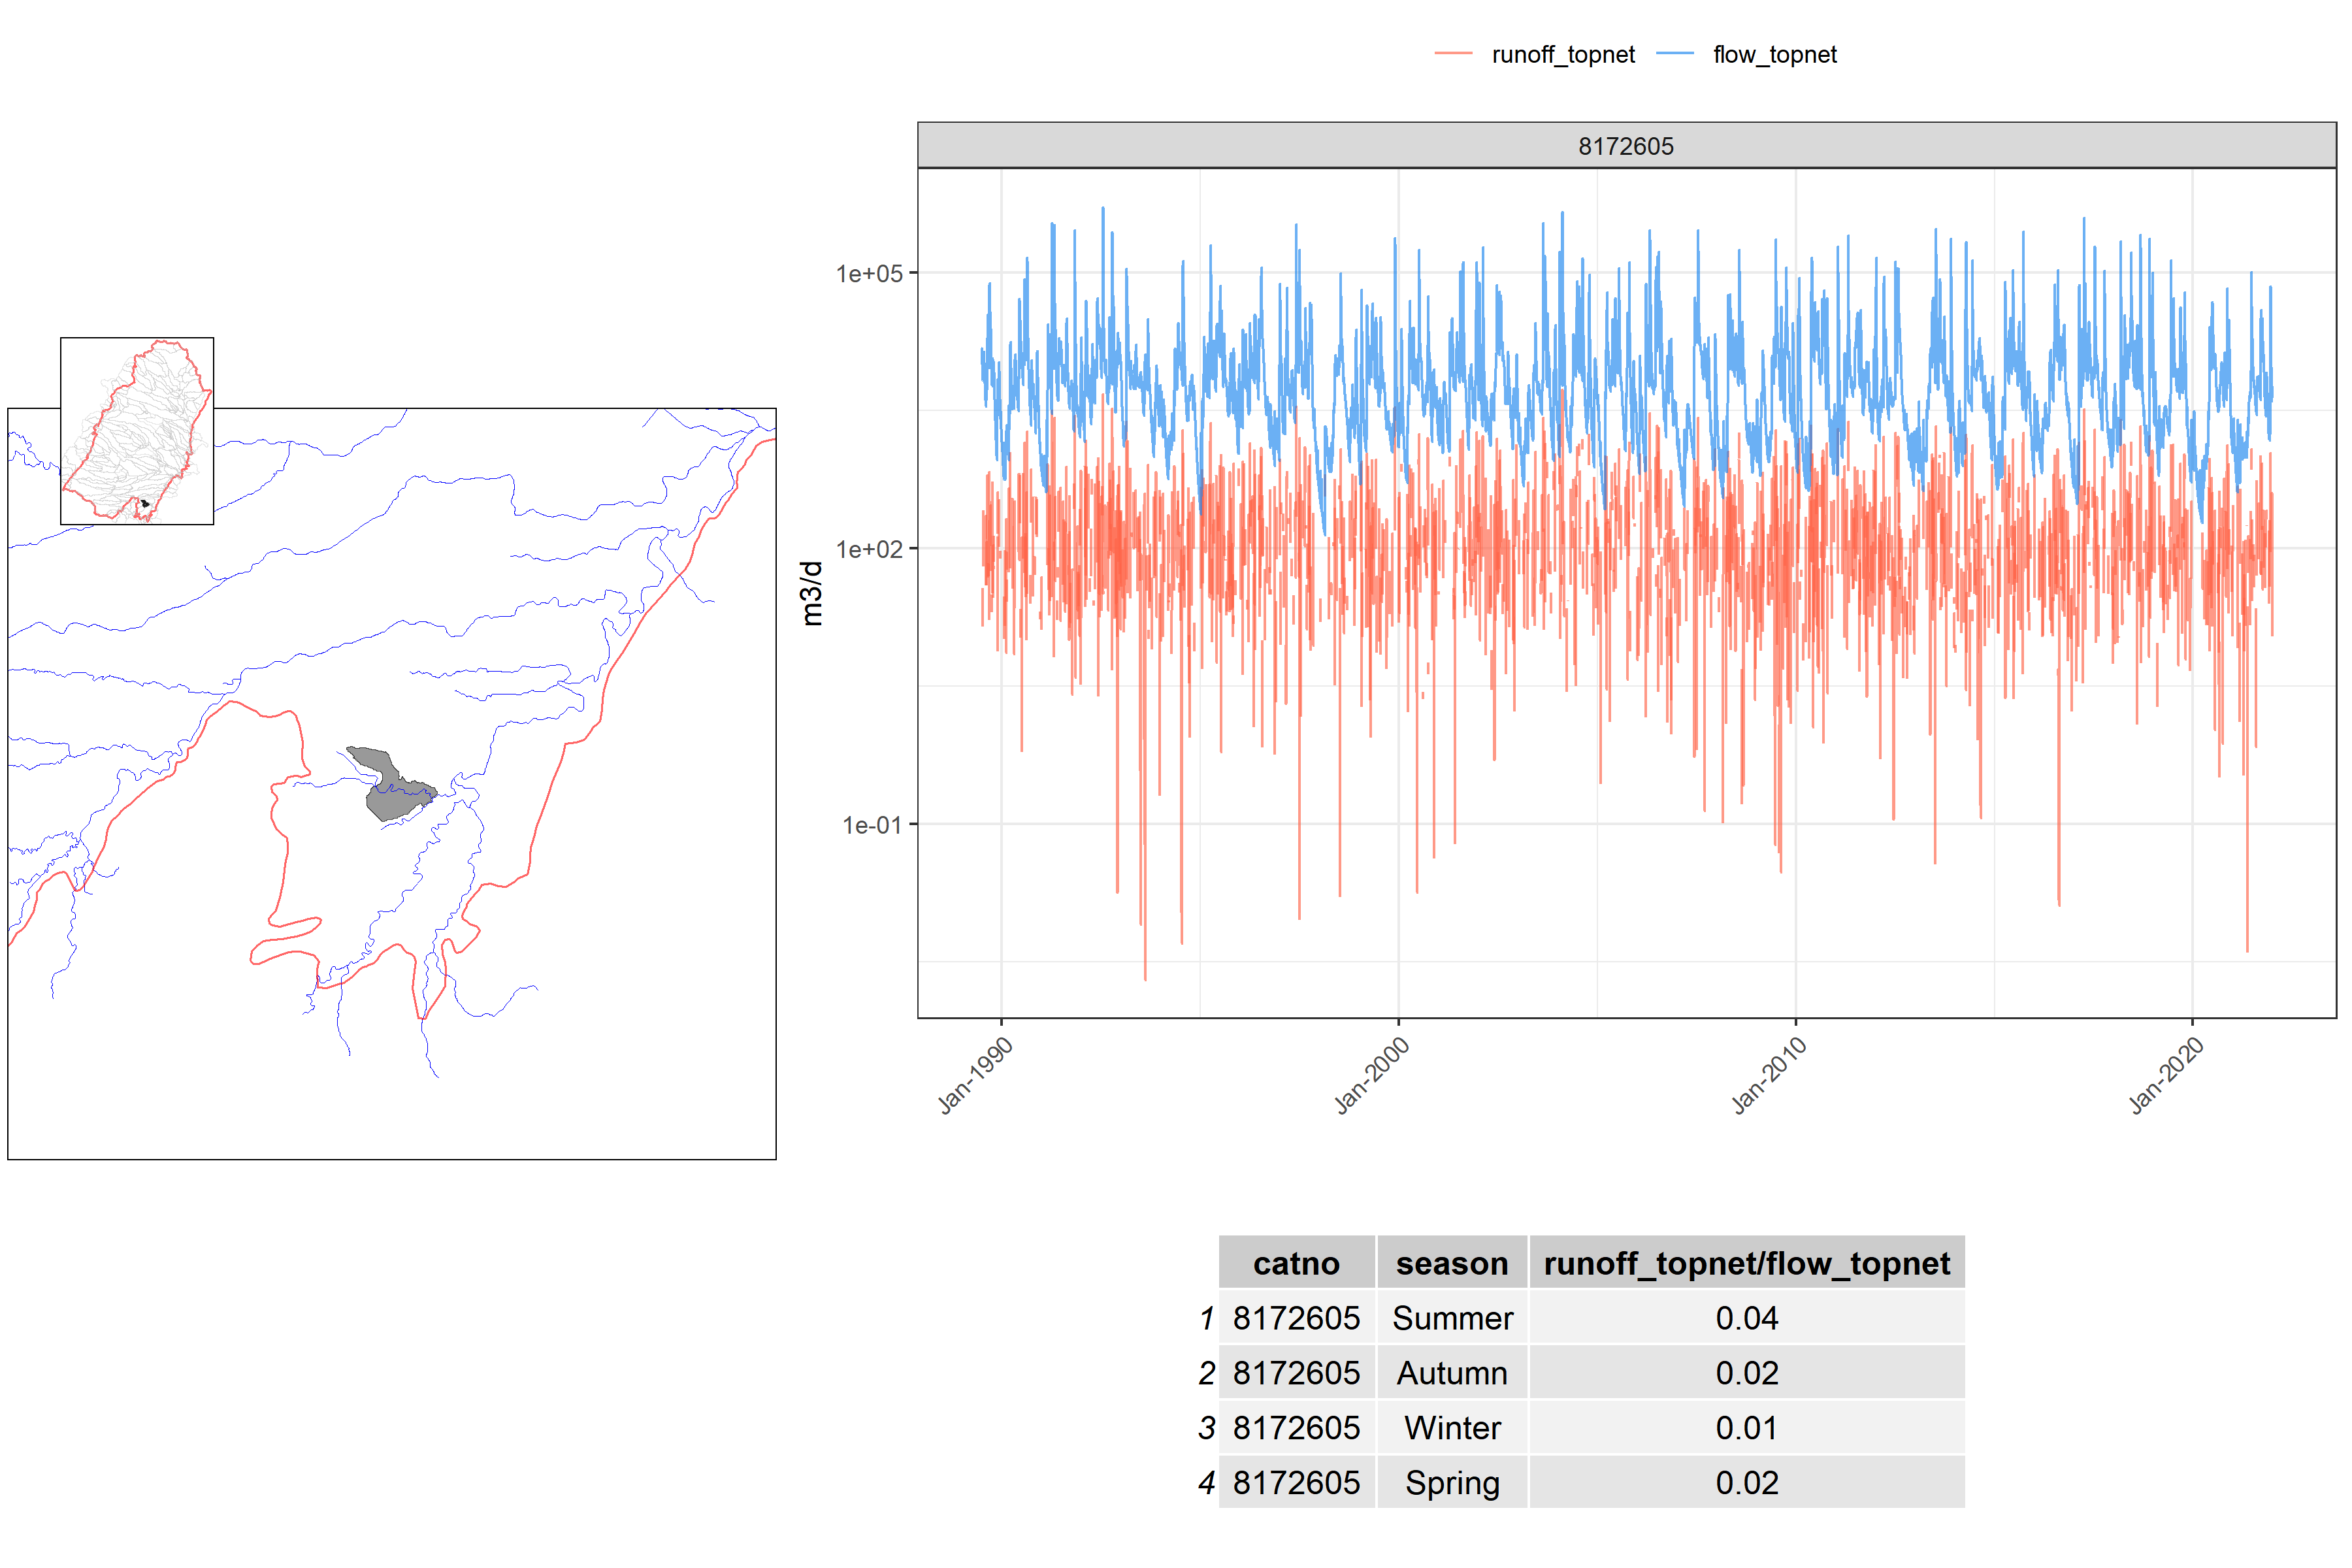 runoff_topnet flow_topnet
8172605
1e+05
1e+02
1e-01
m3/d
Jan-1990 Jan-2000 Jan-2010 Jan-2020
catno season runoff_topnet/flow_topnet
1 8172605 Summer 0.04
2 8172605 Autumn 0.02
3 8172605 Winter 0.01
4 8172605 Spring 0.02